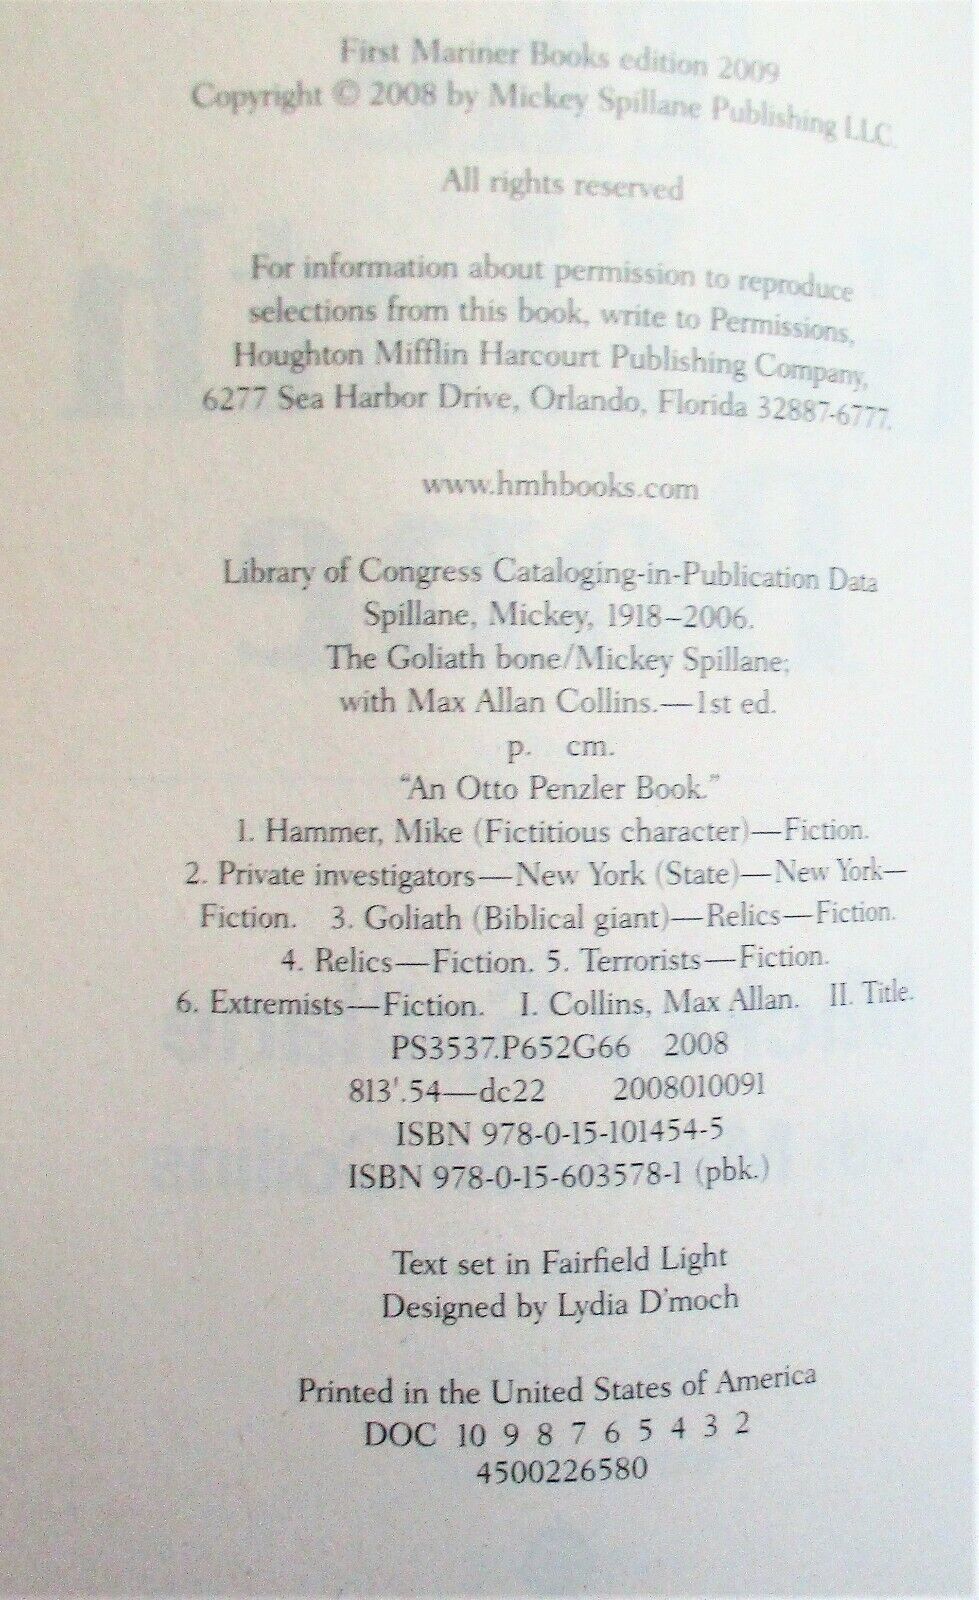 First Mariner Books edition 2009
Copyright © 2008 by Mickey Spillane Publishing LLC.
All rights reserved
For information about permission to reproduce
selections from this book, write to Permissions,
Houghton Mifflin Harcourt Publishing Company,
6277 Sea Harbor Drive, Orlando, Florida 32887-6777.
www.hmhbooks.com
Library of Congress Cataloging-in-Publication Data
Spillane, Mickey, 1918–2006.
The Goliath bone/Mickey Spillane;
with Max Allan Collins.—1st ed.
p. cm.
"An Otto Penzler Book."
1. Hammer, Mike (Fictitious character)—Fiction.
2. Private investigators—New York (State)—New York—
Fiction. 3. Goliath (Biblical giant)—Relics—Fiction.
4. Relics—Fiction. 5. Terrorists—Fiction.
6. Extremists—Fiction. I. Collins, Max Allan. II. Title.
PS3537.P652G66 2008
813'.54—dc22 2008010091
ISBN 978-0-15-101454-5
ISBN 978-0-15-603578-1 (pbk.)
Text set in Fairfield Light
Designed by Lydia D'moch
Printed in the United States of America
DOC 10 9 8 7 6 5 4 3 2
4500226580